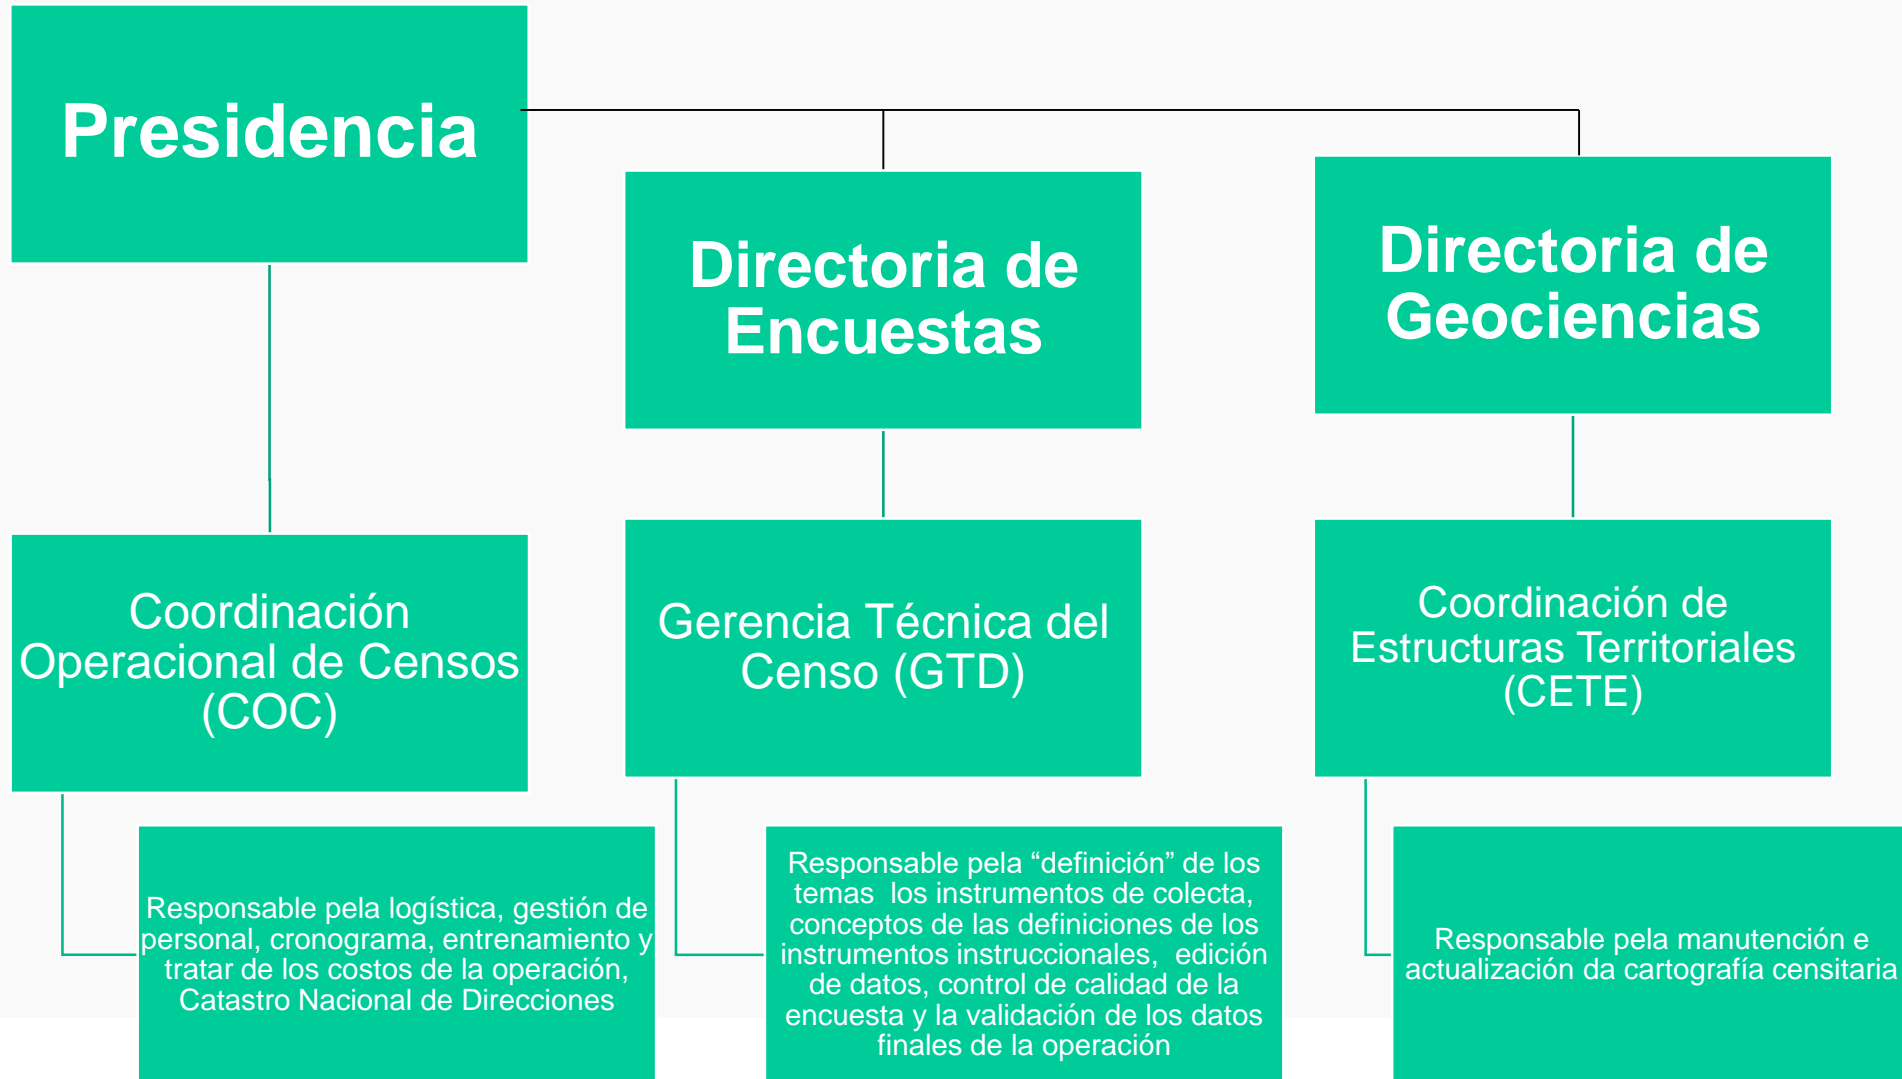 Presidencia
Directoria de
Encuestas
Directoria de
Geociencias
Coordinación
Operacional de Censos
(COC)
Gerencia Técnica del
Censo (GTD)
Coordinación de
Estructuras Territoriales
(CETE)
Responsable pela logística, gestión de
personal, cronograma, entrenamiento y
tratar de los costos de la operación,
Catastro Nacional de Direcciones
Responsable pela “definición” de los
temas  los instrumentos de colecta,
conceptos de las definiciones de los
instrumentos instruccionales,  edición
de datos, control de calidad de la
encuesta y la validación de los datos
finales de la operación
Responsable pela manutención e
actualización da cartografía censitaria